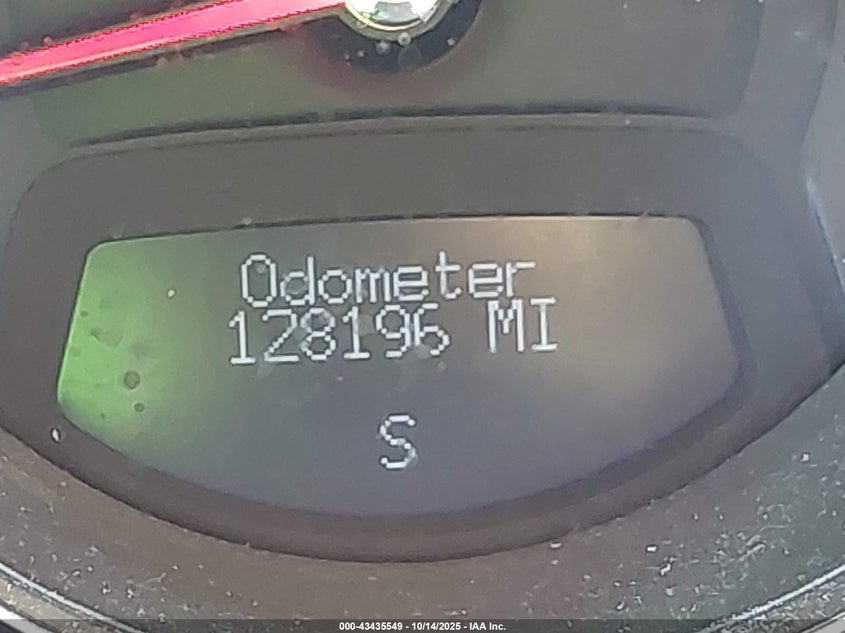 Odometer
128196 MI
S
000-43435549 - 10/14/2025 - IAA Inc.